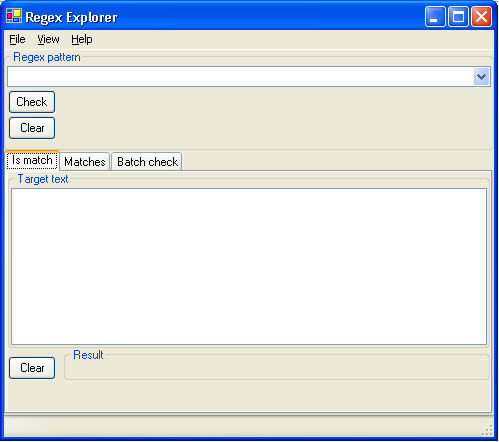 Regex Explorer
File View Help
Regex pattern
Check
Clear
Is match Matches Batch check
Target text
Clear Result